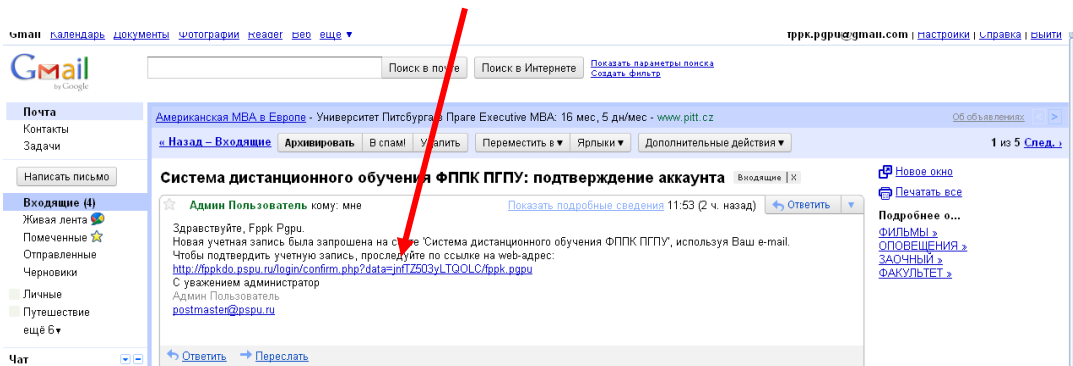 Gmail Календарь Документы Фотографии Reader Веб ещё ▼
fppk.pgpu@gmail.com | Настройки | Справка | Выйти
Gmail
by Google
Поиск в почте
Поиск в Интернете
Показать параметры поиска
Создать фильтр
Почта
Контакты
Задачи
Написать письмо
Входящие (4)
Живая лента
Помеченные
Отправленные
Черновики
Личные
Путешествие
ещё 6▼
Чат
Американская MBA в Европе - Университет Питсбурга в Праге Executive MBA: 16 мес, 5 дн/мес - www.pitt.cz
Об объявлениях < >
« Назад – Входящие Архивировать В спам! Удалить Переместить в ▼ Ярлыки ▼ Дополнительные действия ▼
1 из 5 След. ›
Система дистанционного обучения ФППК ПГПУ: подтверждение аккаунта Входящие | X
Админ Пользователь кому: мне
Показать подробные сведения 11:53 (2 ч. назад)
Ответить
Здравствуйте, Fppk Pgpu.
Новая учетная запись была запрошена на сайте 'Система дистанционного обучения ФППК ПГПУ', используя Ваш e-mail.
Чтобы подтвердить учетную запись, проследуйте по ссылке на web-адрес:
http://fppkdo.pspu.ru/login/confirm.php?data=jnfTZ503yLTQOLC/fppk.pgpu
С уважением администратор
Админ Пользователь
postmaster@pspu.ru
Ответить
Переслать
Новое окно
Печатать все
Подробнее о...
ФИЛЬМЫ »
ОПОВЕЩЕНИЯ »
ЗАОЧНЫЙ »
ФАКУЛЬТЕТ »